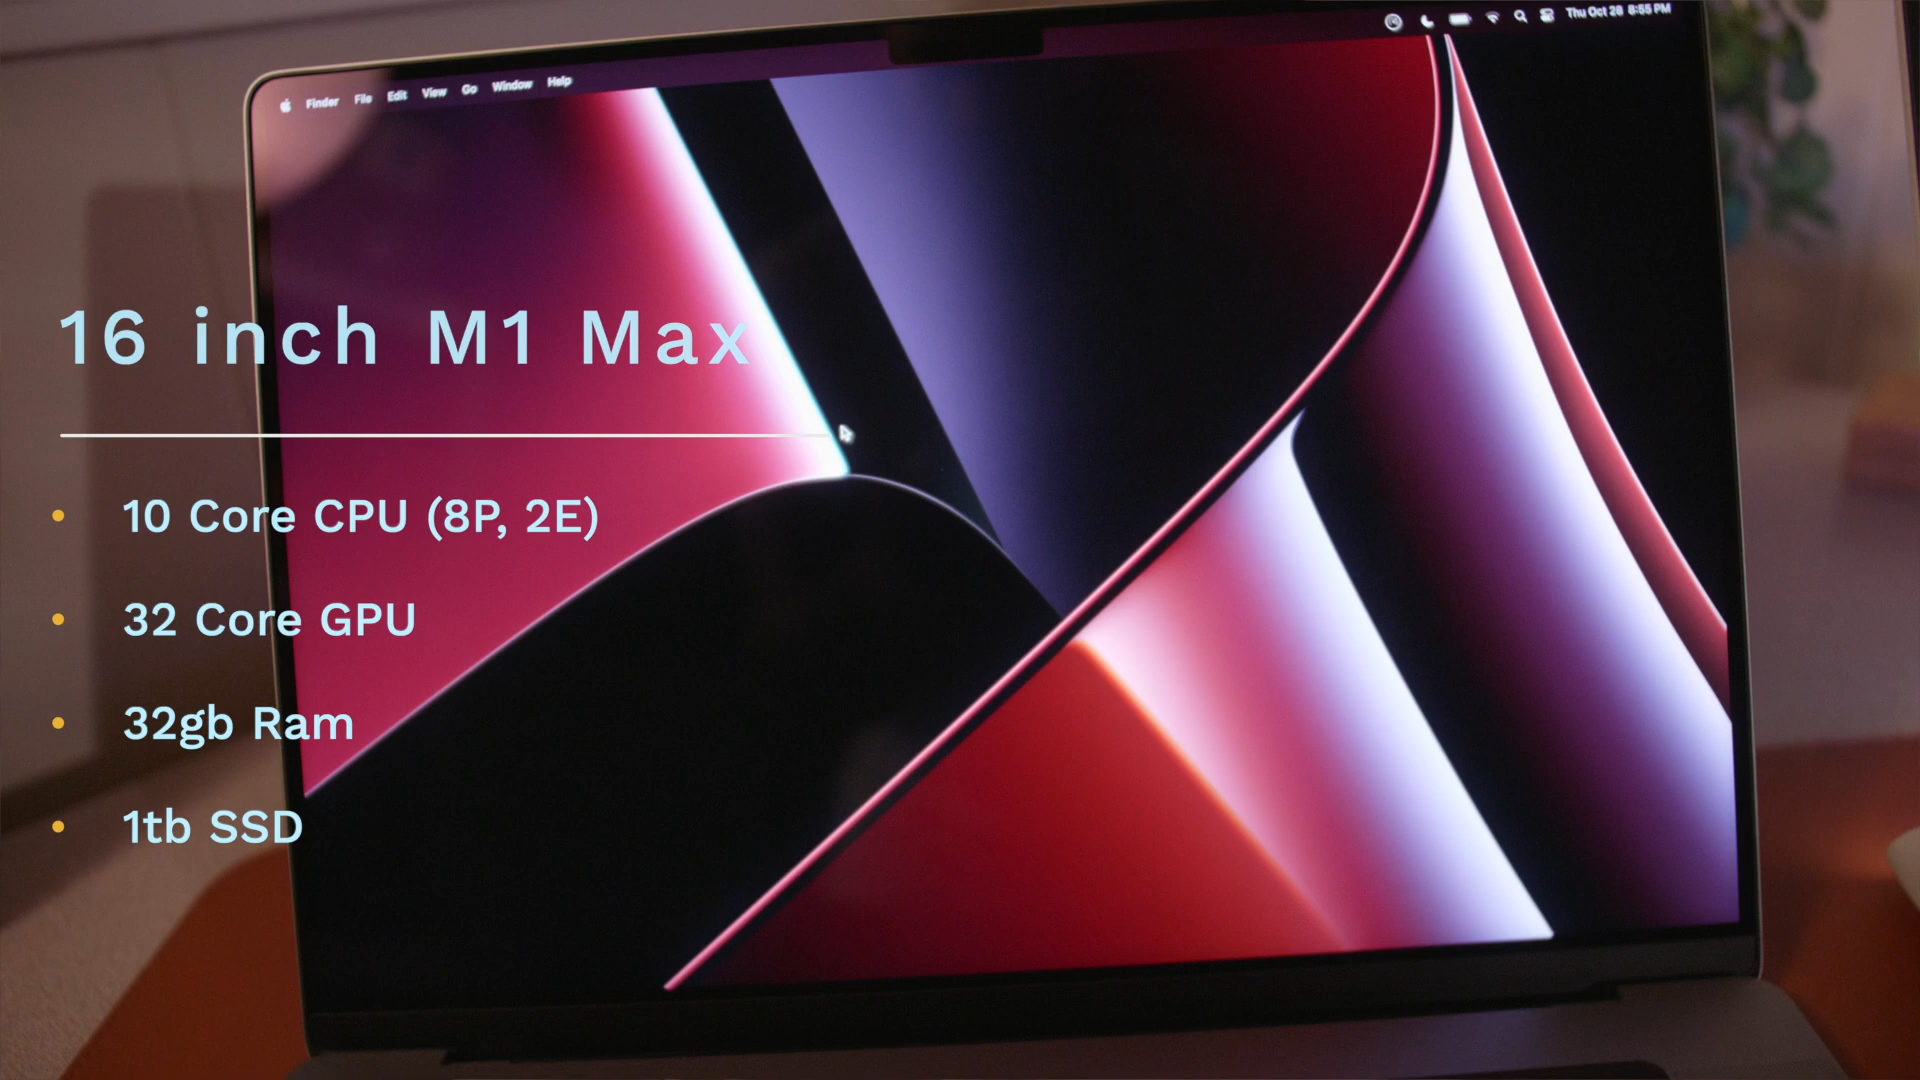 Finder File Edit View Go Window Help
Thu Oct 28 8:55 PM
16 inch M1 Max
10 Core CPU (8P, 2E)
32 Core GPU
32gb Ram
1tb SSD